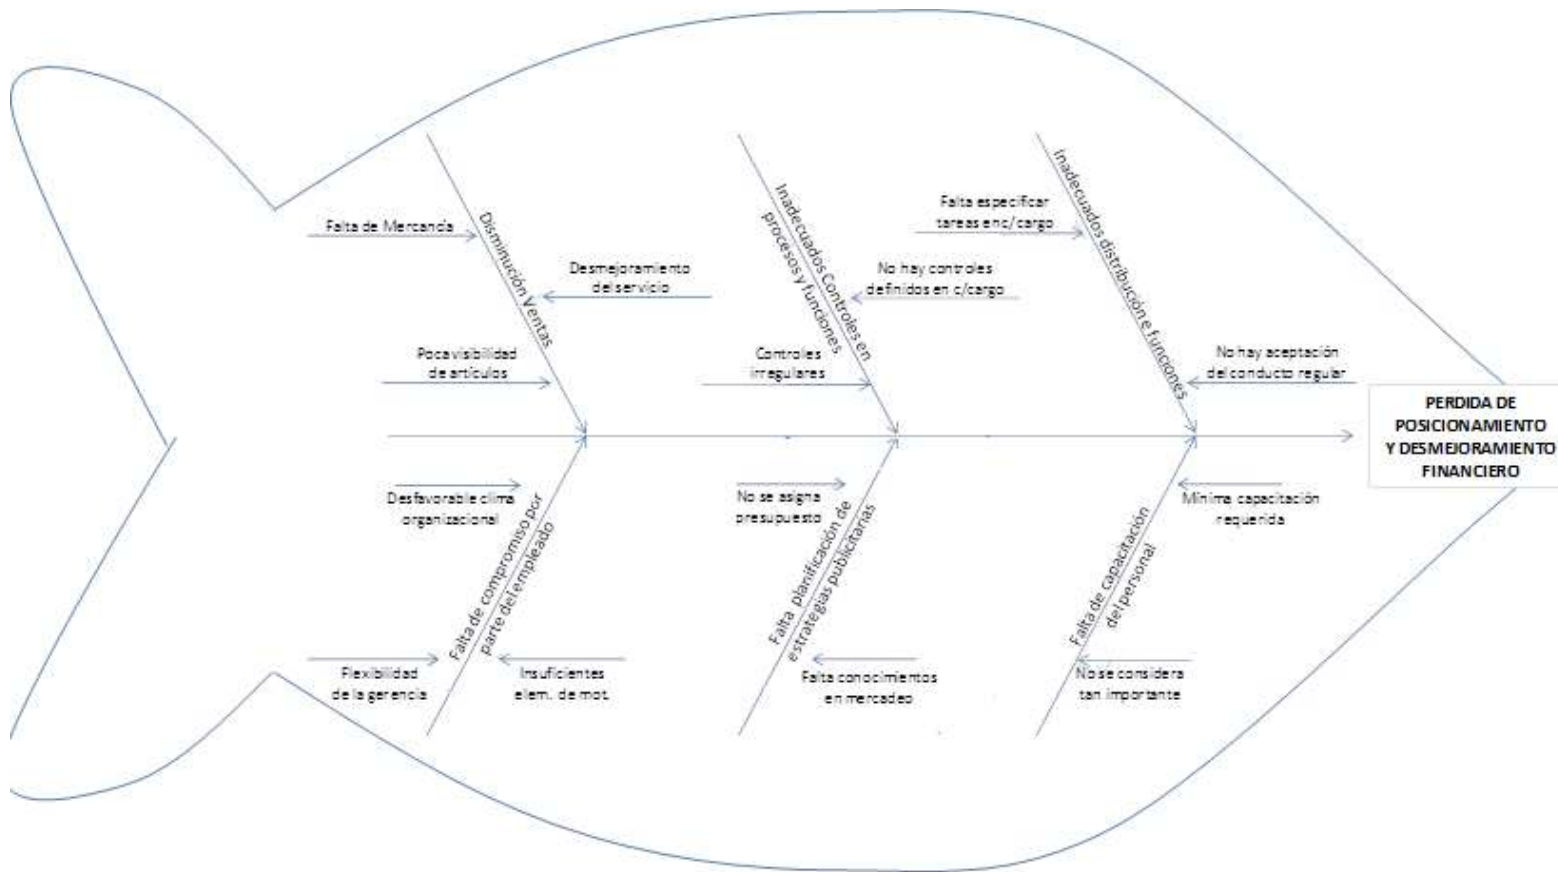 Falta de Mercancía
Disminución Ventas
Desmejoramiento
del servicio
Poca visibilidad
de artículos
Inadecuados Controles en
procesos y funciones
No hay controles
definidos en c/cargo
Controles
irregulares
Falta especificar
tareas en c/cargo
Inadecuados distribución e funciones
No hay aceptación
del conducto regular
PERDIDA DE
POSICIONAMIENTO
Y DESMEJORAMIENTO
FINANCIERO
Desfavorable clima
organizacional
Falta de compromiso por
parte del empleado
Flexibilidad
de la gerencia
Insuficientes
elem. de mot.
No se asigna
presupuesto
Falta planificación de
estrategias publicitarias
Falta conocimientos
en mercadeo
Mínima capacitación
requerida
Falta de capacitación
del personal
No se considera
tan importante